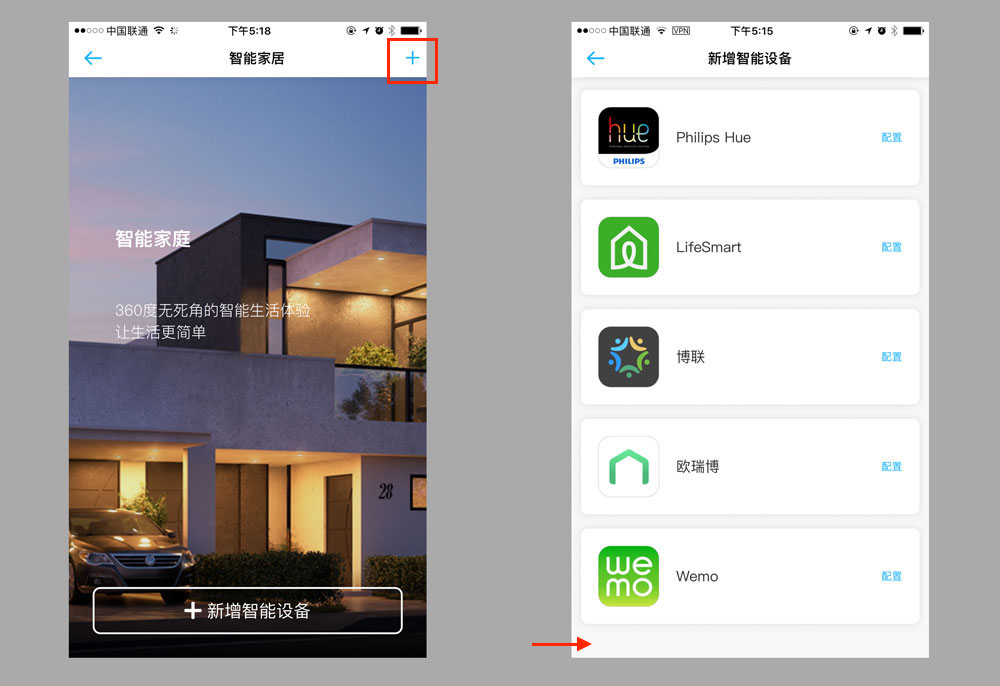 中国联通
下午5:18
智能家居
智能家庭
360度无死角的智能生活体验
让生活更简单
28
新增智能设备
中国联通
VPN
下午5:15
新增智能设备
hue
PHILIPS
Philips Hue
配置
LifeSmart
配置
博联
配置
欧瑞博
配置
we
mo
Wemo
配置